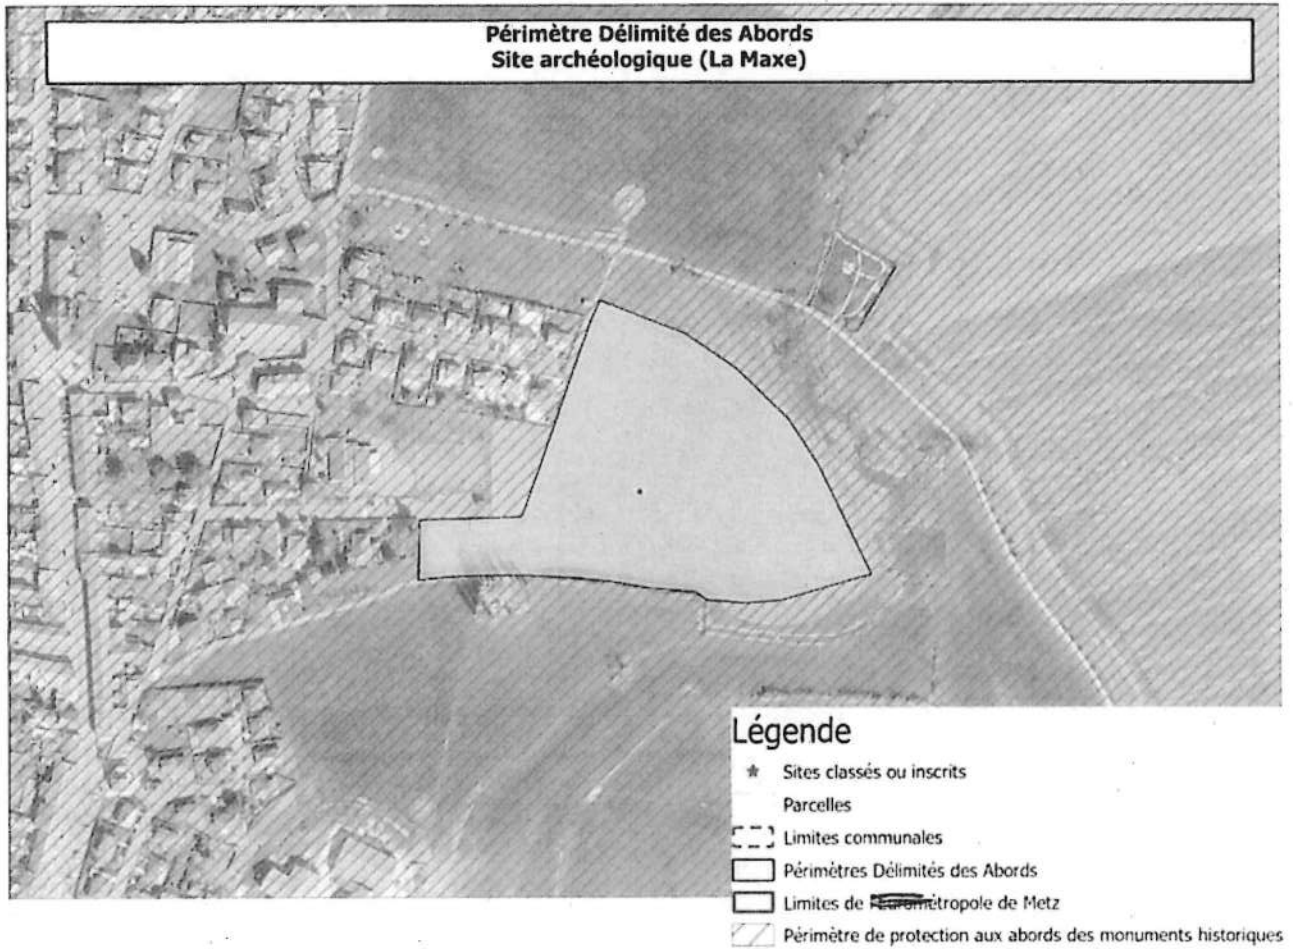 Périmètre Délimité des Abords
Site archéologique (La Maxe)
Légende
Sites classés ou inscrits
Parcelles
Limites communales
Périmètres Délimités des Abords
Limites de métropole de Metz
Périmètre de protection aux abords des monuments historiques